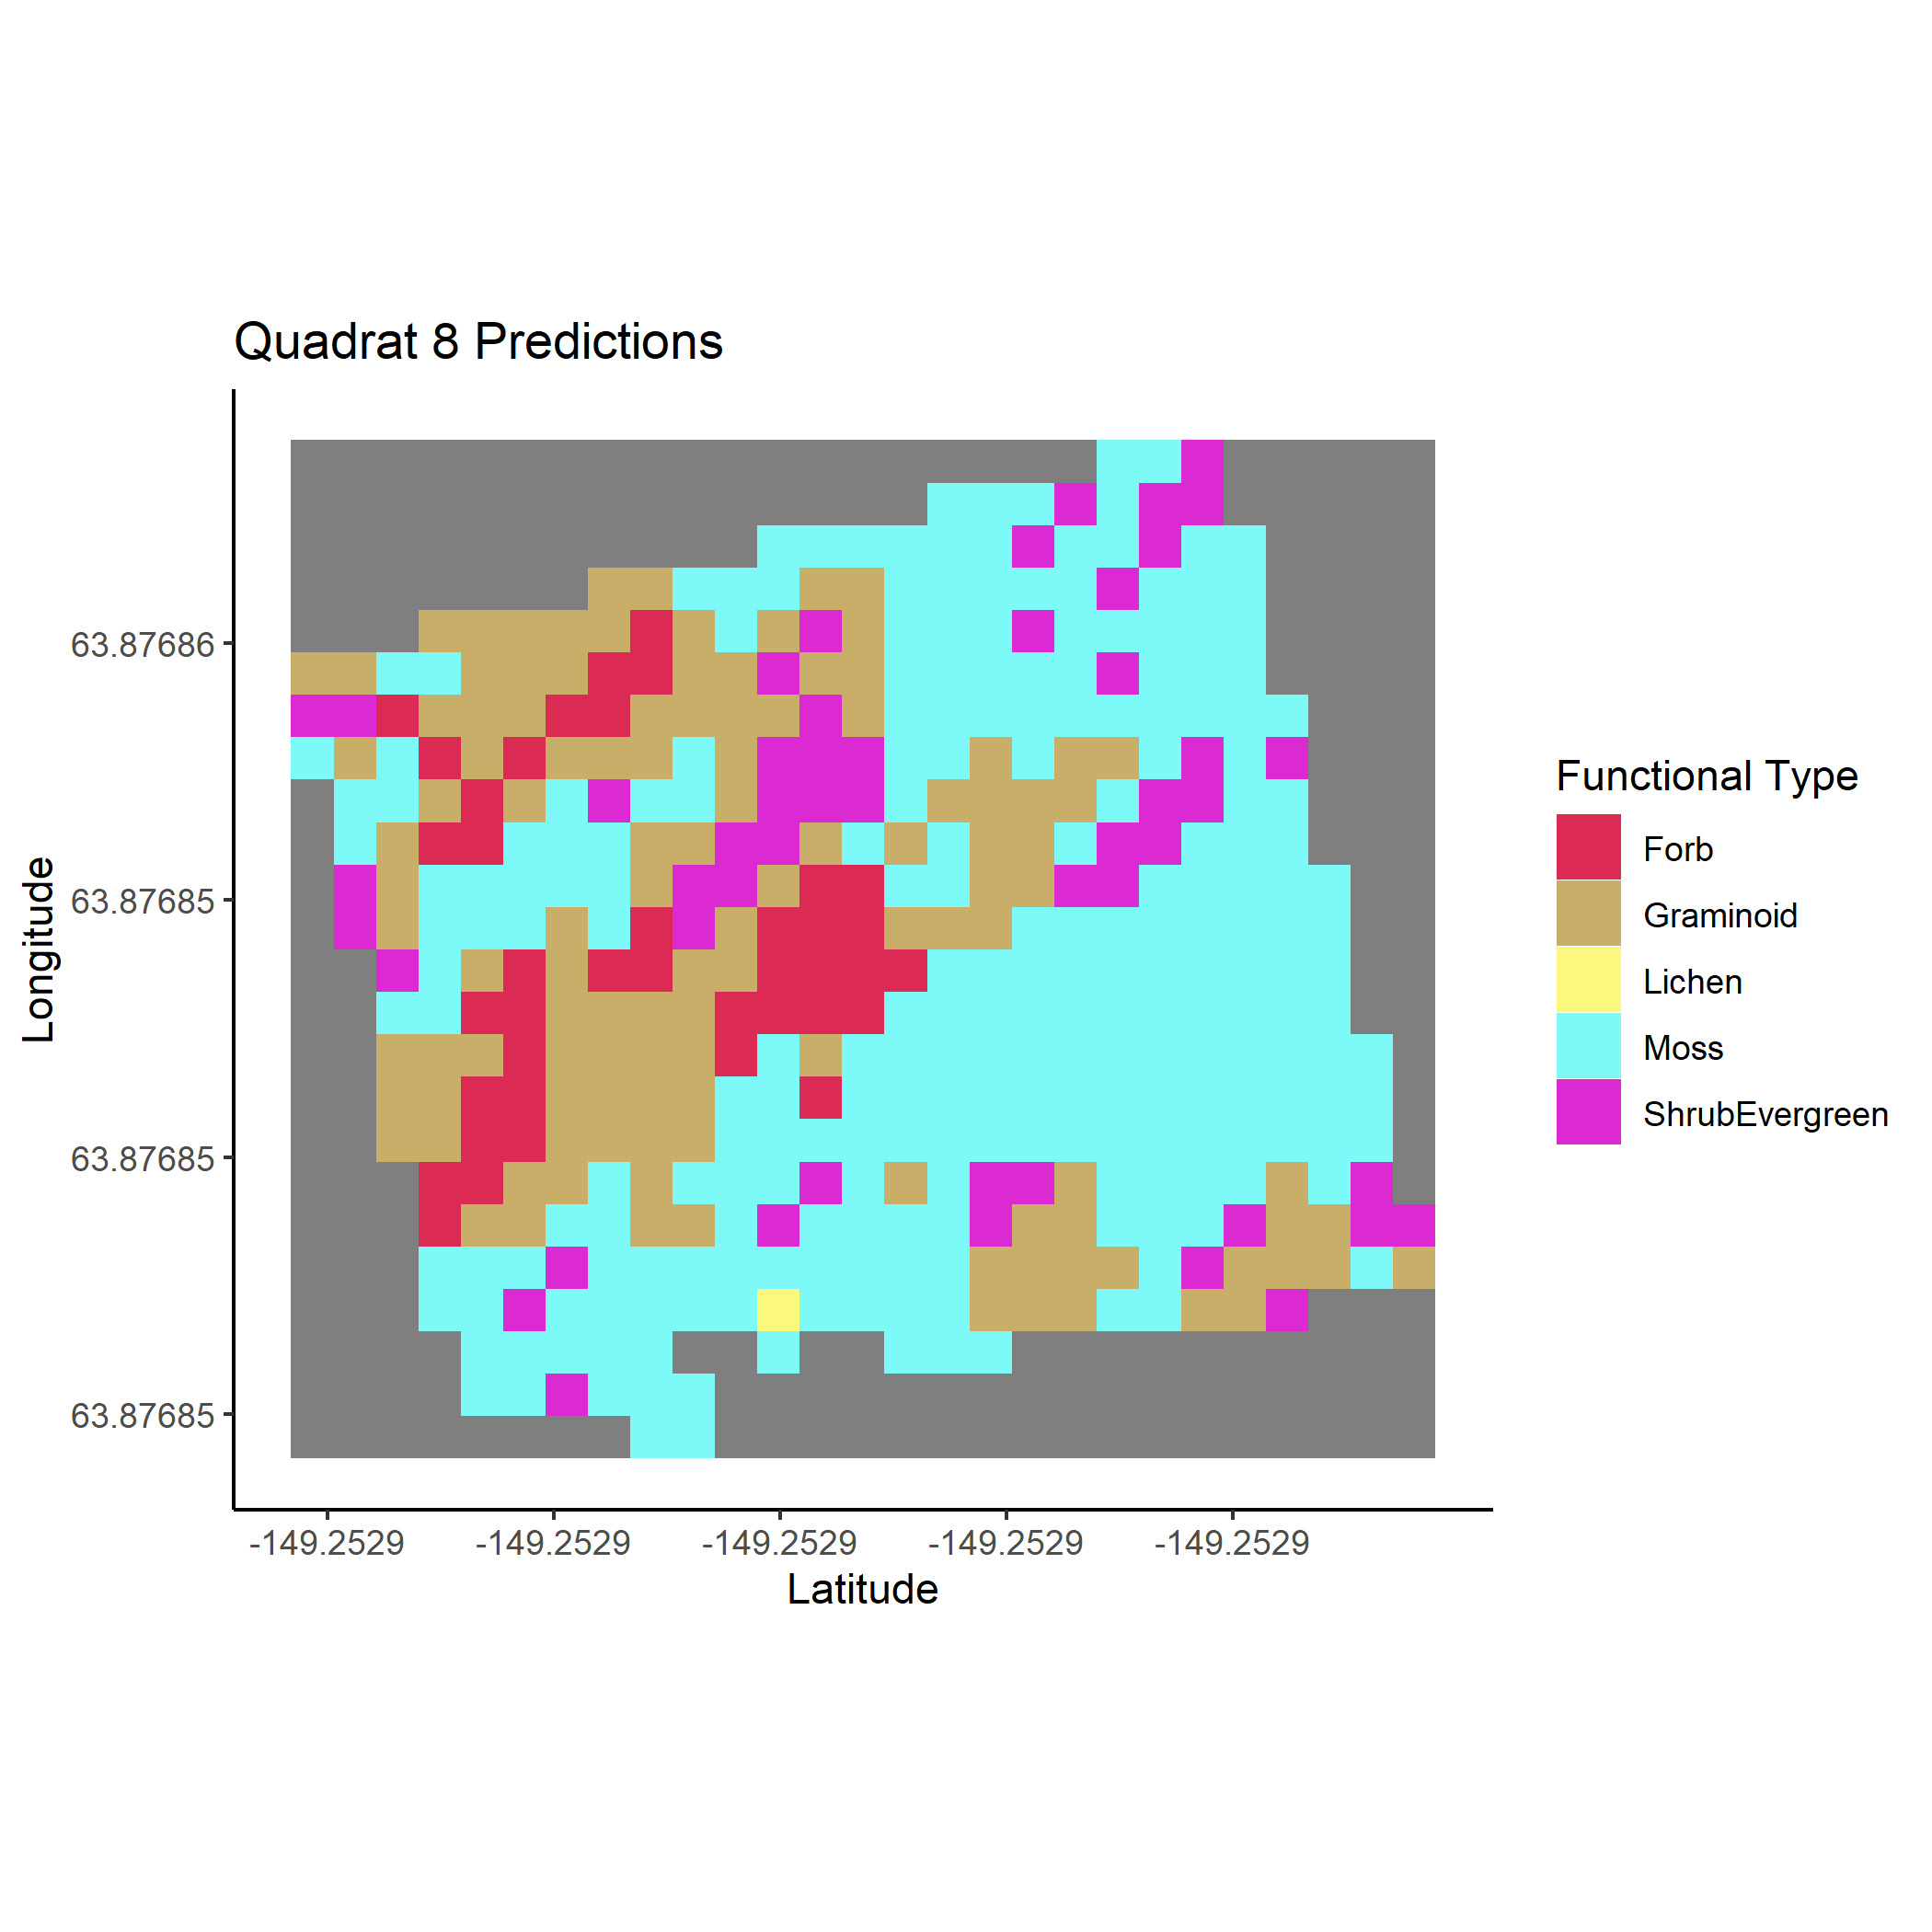 Quadrat 8 Predictions
63.87686
63.87685
63.87685
63.87685
Longitude
-149.2529 -149.2529 -149.2529 -149.2529 -149.2529
Latitude
Functional Type
Forb
Graminoid
Lichen
Moss
ShrubEvergreen